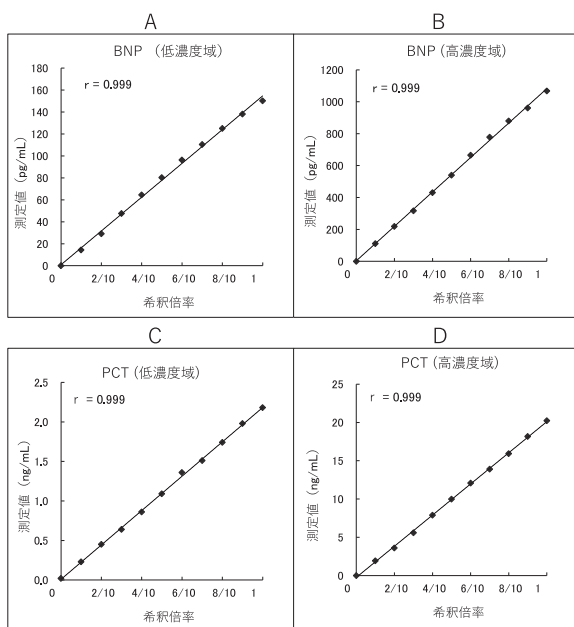 A
BNP （低濃度域）
r = 0.999
測定値（pg/mL）
180
160
140
120
100
80
60
40
20
0
0 2/10 4/10 6/10 8/10 1
希釈倍率
B
BNP (高濃度域)
r = 0.999
測定値（pg/mL）
1200
1000
800
600
400
200
0
0 2/10 4/10 6/10 8/10 1
希釈倍率
C
PCT (低濃度域)
r = 0.999
測定値（ng/mL）
2.5
2.0
1.5
1.0
0.5
0.0
0 2/10 4/10 6/10 8/10 1
希釈倍率
D
PCT (高濃度域)
r = 0.999
測定値（ng/mL）
25
20
15
10
5
0
0 2/10 4/10 6/10 8/10 1
希釈倍率